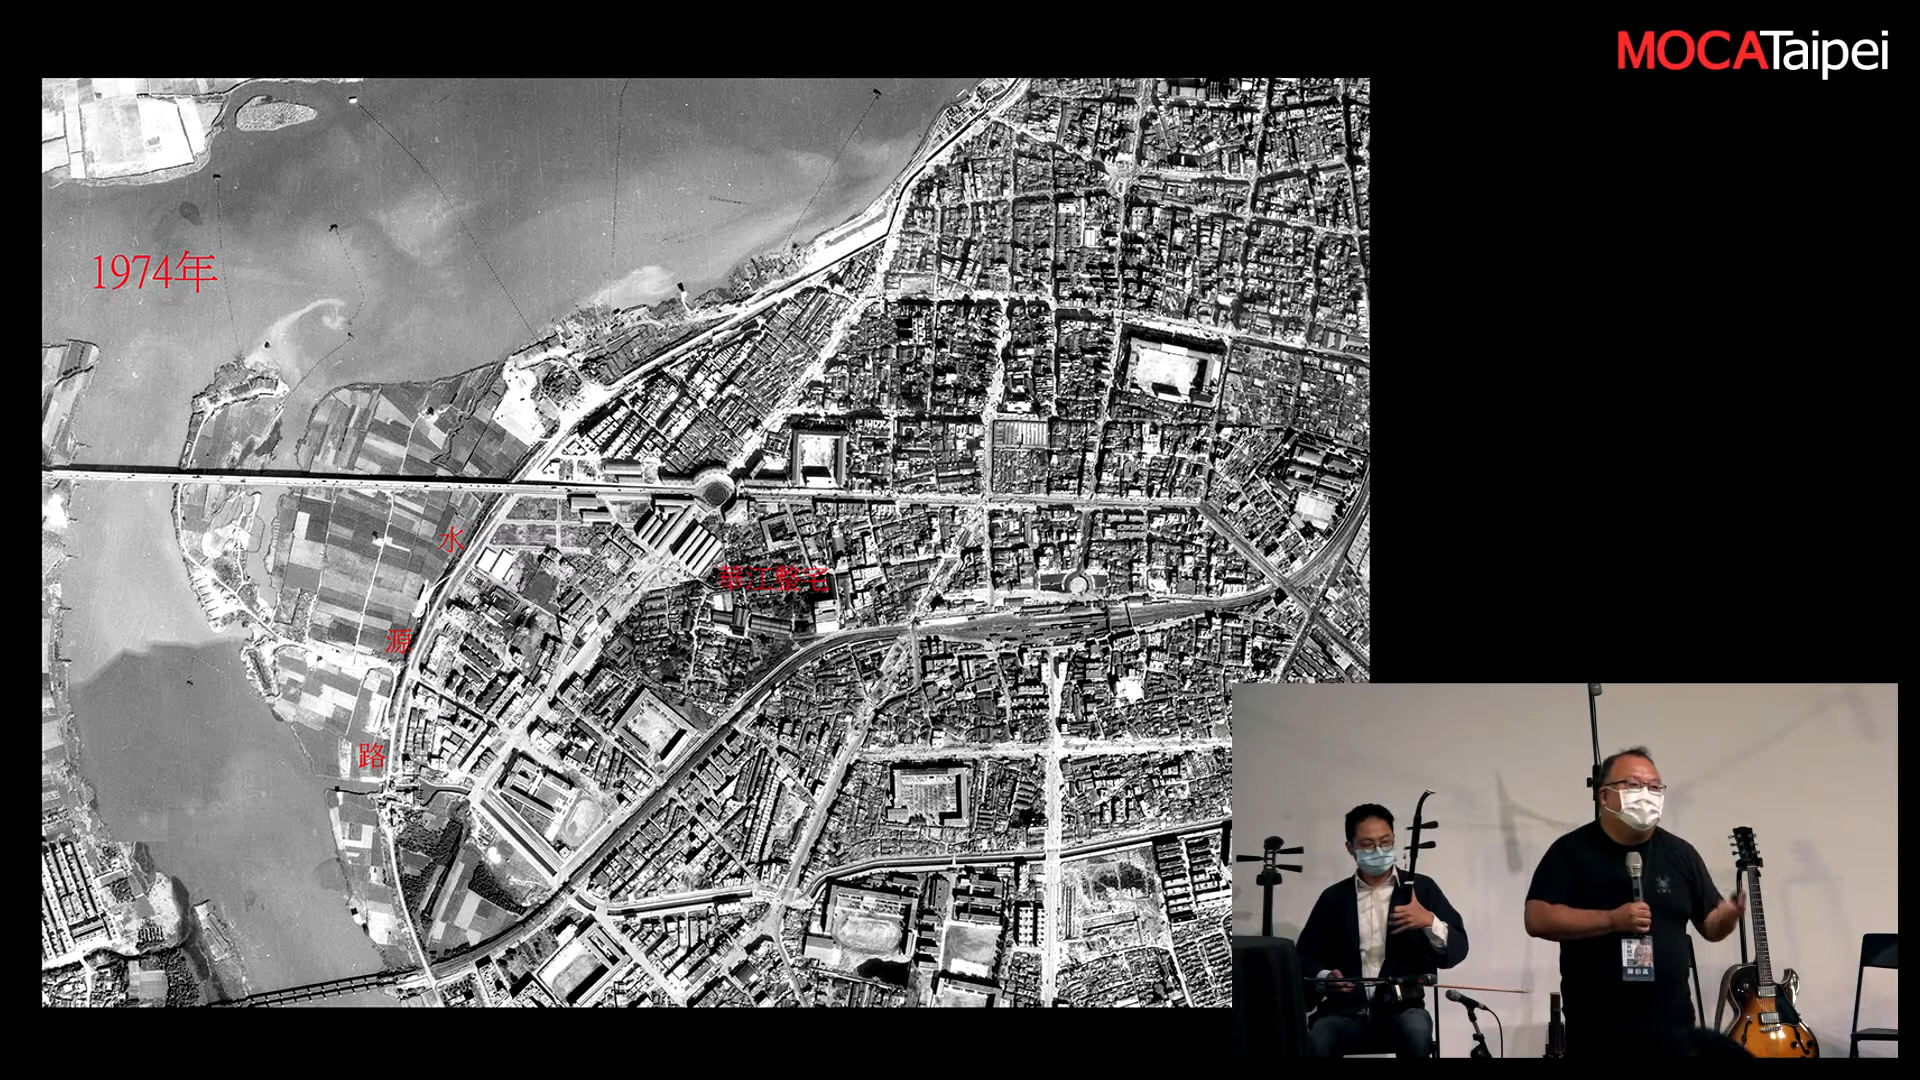 MOCATaipei
1974年
水
源
路
華江整宅